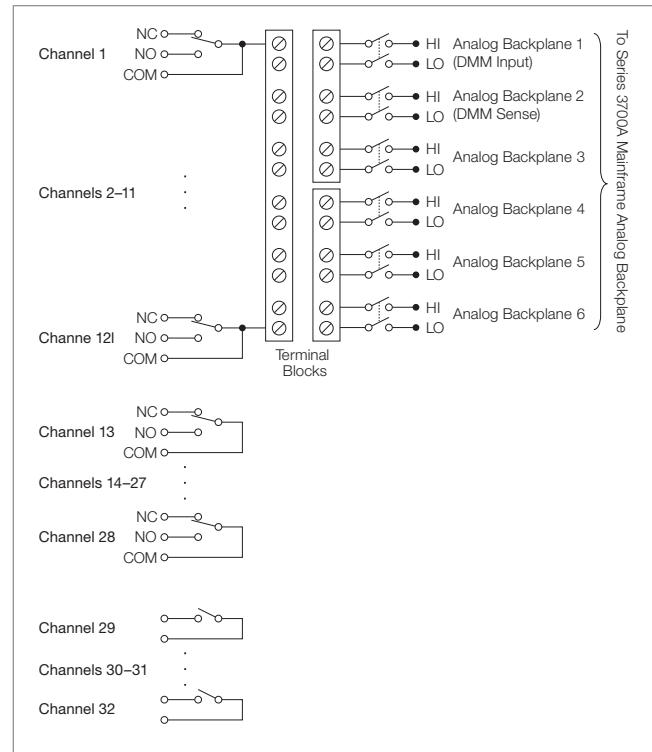 Channel 1
NC
NO
COM
HI Analog Backplane 1
LO (DMM Input)
HI Analog Backplane 2
LO (DMM Sense)
HI
LO
Analog Backplane 3
Channels 2–11
HI
LO
Analog Backplane 4
HI
LO
Analog Backplane 5
HI
LO
Analog Backplane 6
To Series 3700A Mainframe Analog Backplane
Channe 12l
NC
NO
COM
Terminal
Blocks
Channel 13
NC
NO
COM
Channels 14–27
Channel 28
NC
NO
COM
Channel 29
Channels 30–31
Channel 32